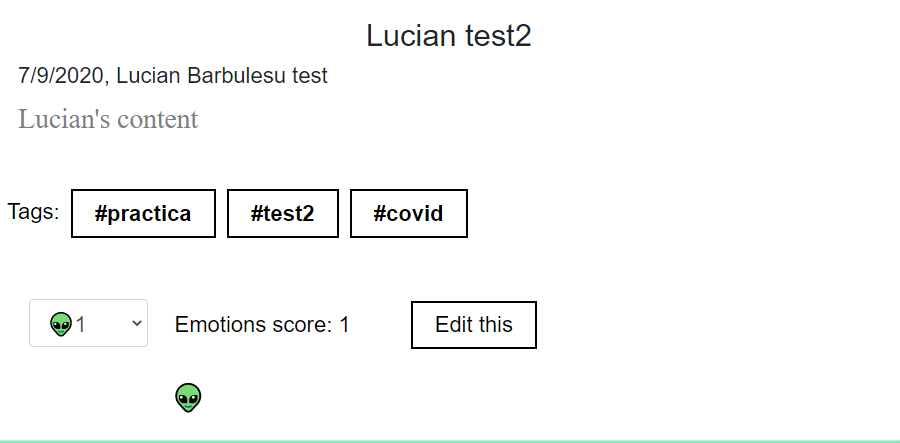 Lucian test2
7/9/2020, Lucian Barbulesu test
Lucian's content
Tags: #practica #test2 #covid
👽1 Emotions score: 1 Edit this
👽